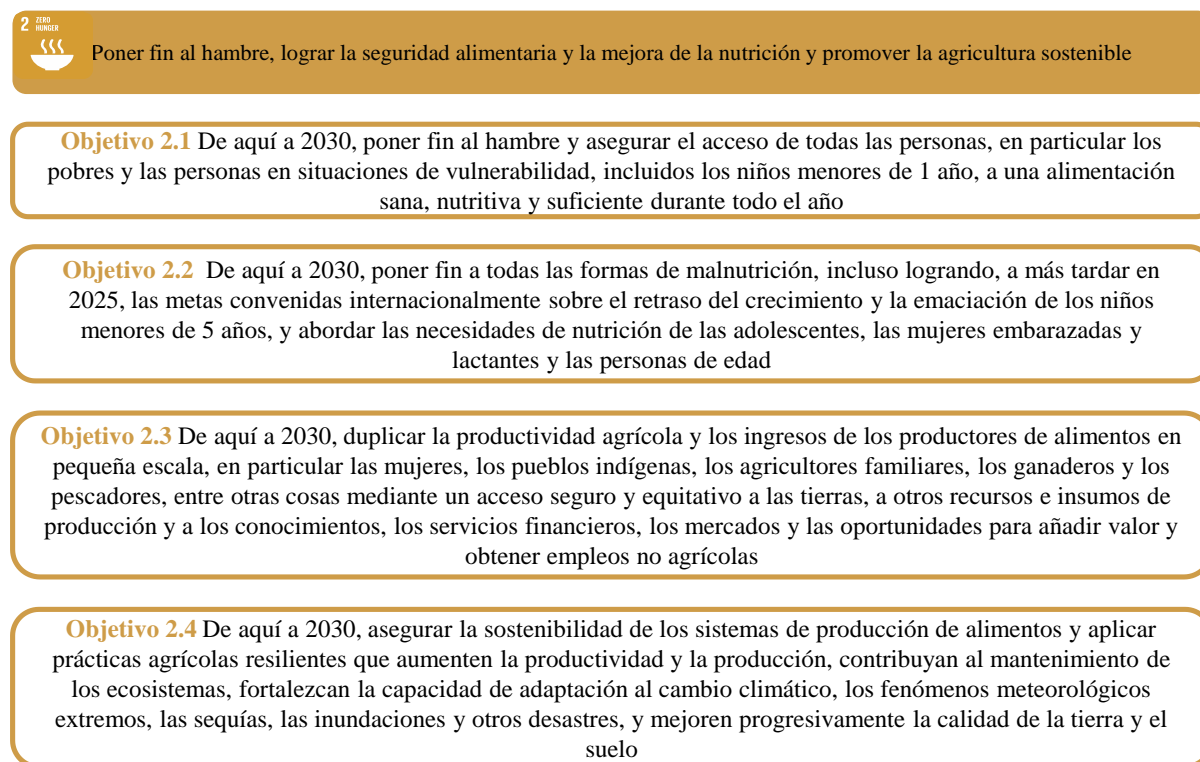 2 ZERO
HUNGER
Poner fin al hambre, lograr la seguridad alimentaria y la mejora de la nutrición y promover la agricultura sostenible
Objetivo 2.1 De aquí a 2030, poner fin al hambre y asegurar el acceso de todas las personas, en particular los
pobres y las personas en situaciones de vulnerabilidad, incluidos los niños menores de 1 año, a una alimentación
sana, nutritiva y suficiente durante todo el año
Objetivo 2.2 De aquí a 2030, poner fin a todas las formas de malnutrición, incluso logrando, a más tardar en
2025, las metas convenidas internacionalmente sobre el retraso del crecimiento y la emaciación de los niños
menores de 5 años, y abordar las necesidades de nutrición de las adolescentes, las mujeres embarazadas y
lactantes y las personas de edad
Objetivo 2.3 De aquí a 2030, duplicar la productividad agrícola y los ingresos de los productores de alimentos en
pequeña escala, en particular las mujeres, los pueblos indígenas, los agricultores familiares, los ganaderos y los
pescadores, entre otras cosas mediante un acceso seguro y equitativo a las tierras, a otros recursos e insumos de
producción y a los conocimientos, los servicios financieros, los mercados y las oportunidades para añadir valor y
obtener empleos no agrícolas
Objetivo 2.4 De aquí a 2030, asegurar la sostenibilidad de los sistemas de producción de alimentos y aplicar
prácticas agrícolas resilientes que aumenten la productividad y la producción, contribuyan al mantenimiento de
los ecosistemas, fortalezcan la capacidad de adaptación al cambio climático, los fenómenos meteorológicos
extremos, las sequías, las inundaciones y otros desastres, y mejoren progresivamente la calidad de la tierra y el
suelo